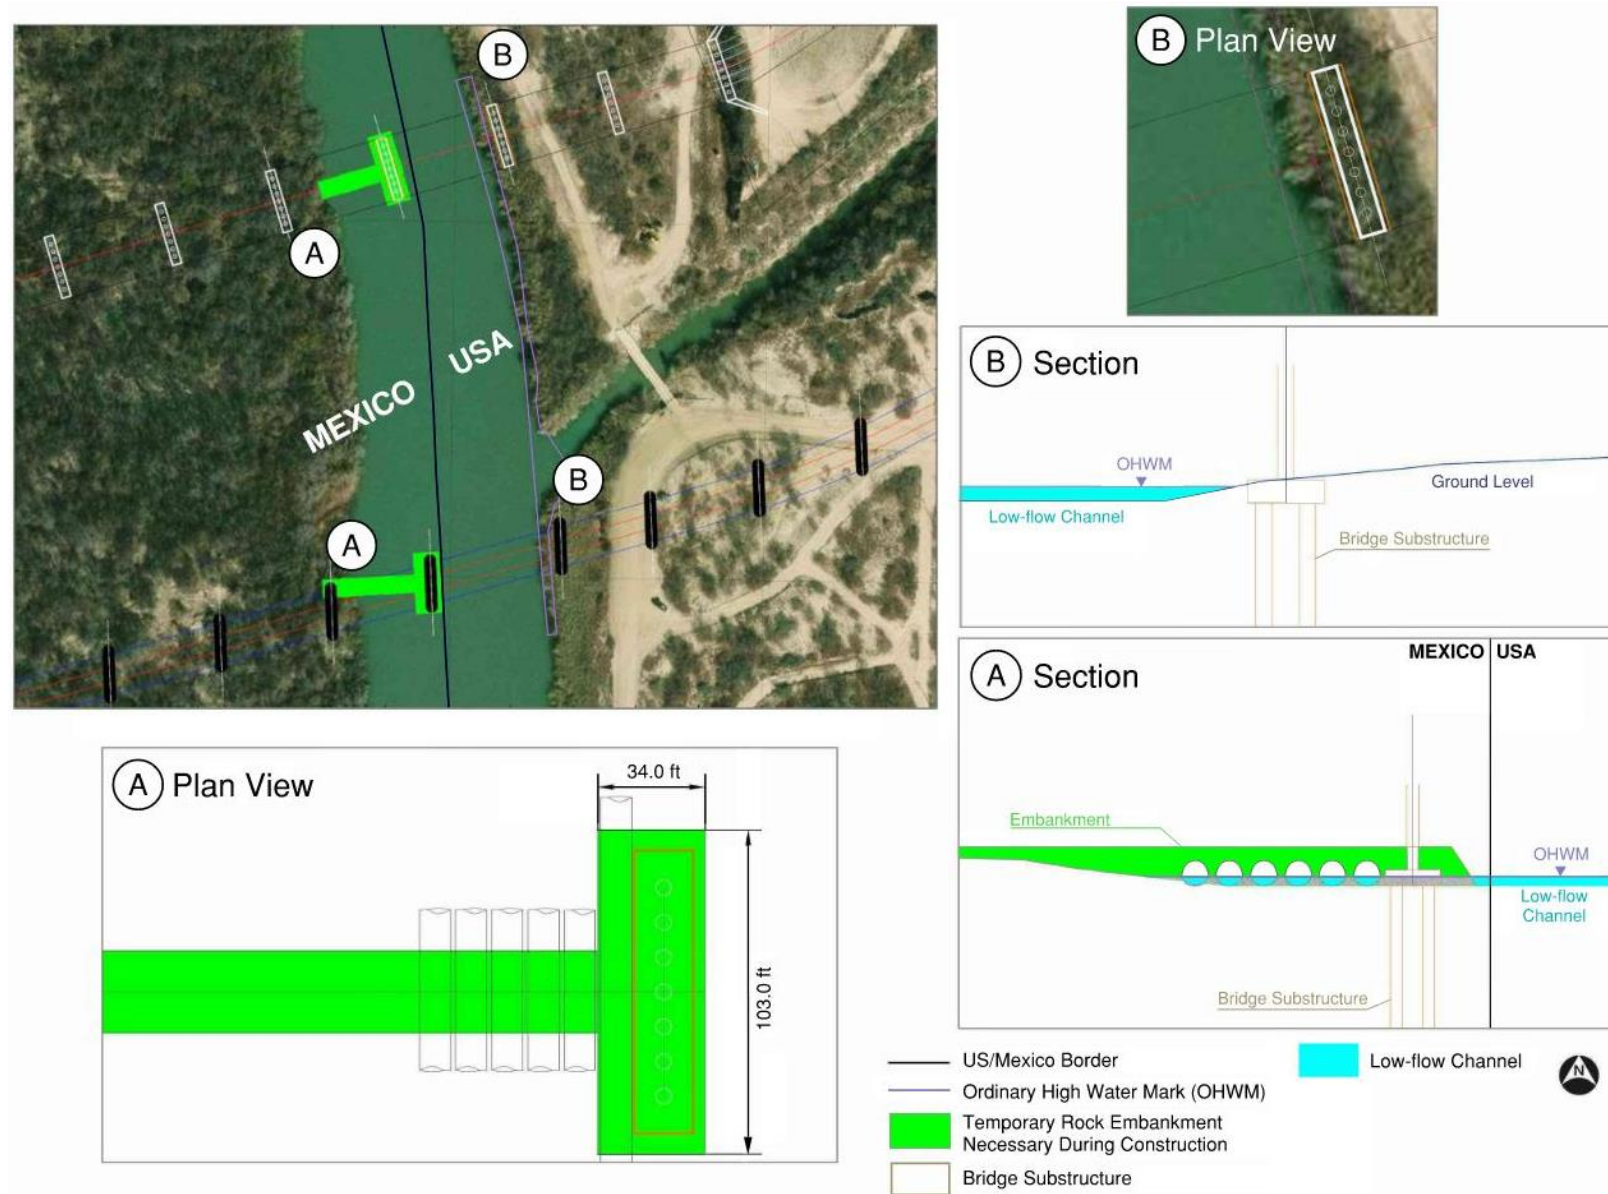 B
A
MEXICO
USA
B
A
B Plan View
B Section
OHWM
Low-flow Channel
Ground Level
Bridge Substructure
A Section
MEXICO USA
Embankment
OHWM
Low-flow
Channel
Bridge Substructure
A Plan View
34.0 ft
103.0 ft
US/Mexico Border
Ordinary High Water Mark (OHWM)
Temporary Rock Embankment
Necessary During Construction
Bridge Substructure
Low-flow Channel
N